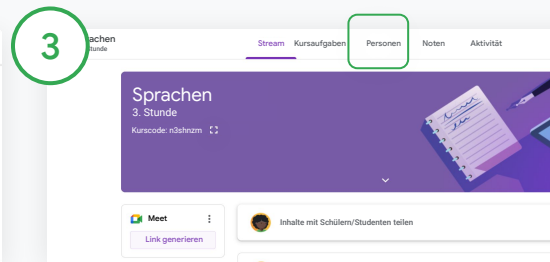 3
Stunde
Stream Kursaufgaben Personen Noten Aktivität
Sprachen
3. Stunde
Kurscode: n3shnzm
Meet
Link generieren
Inhalte mit Schülern/Studenten teilen